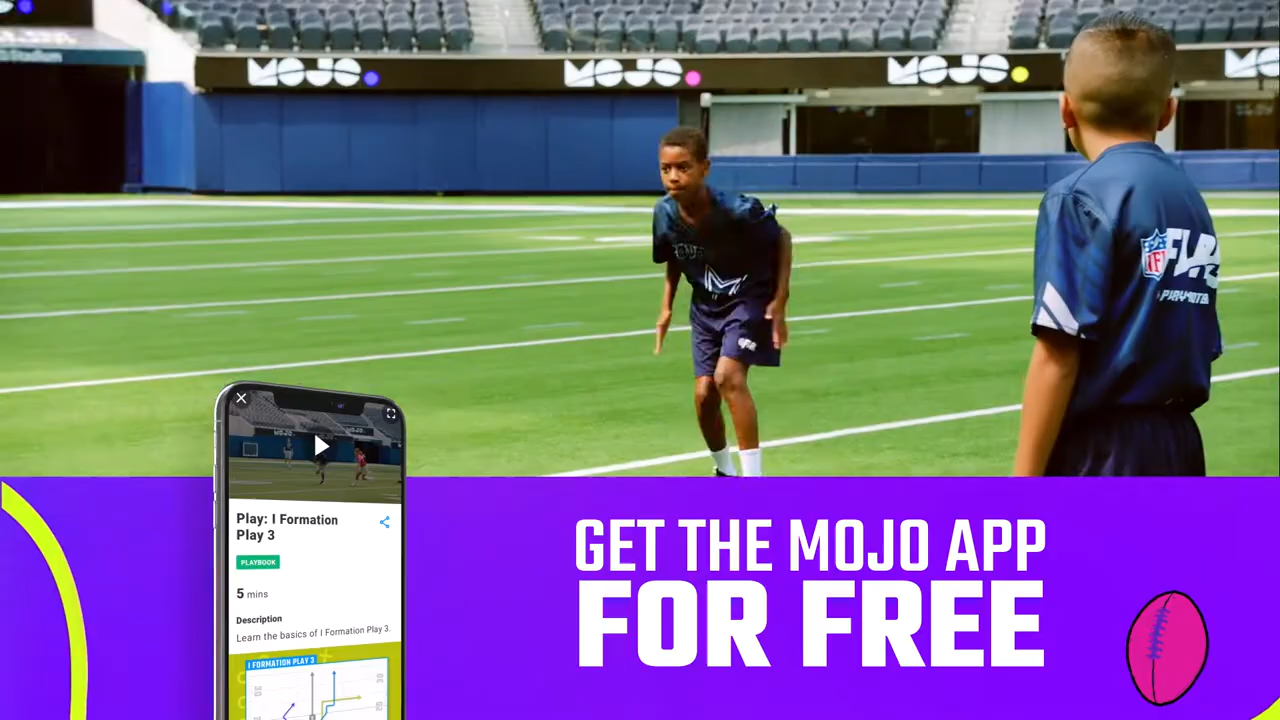 MOJO
MOJO
MOJO
NFL FLAG
Play: I Formation
Play 3
PLAYBOOK
5 mins
Description
Learn the basics of I Formation Play 3.
I FORMATION PLAY 3
GET THE MOJO APP
FOR FREE